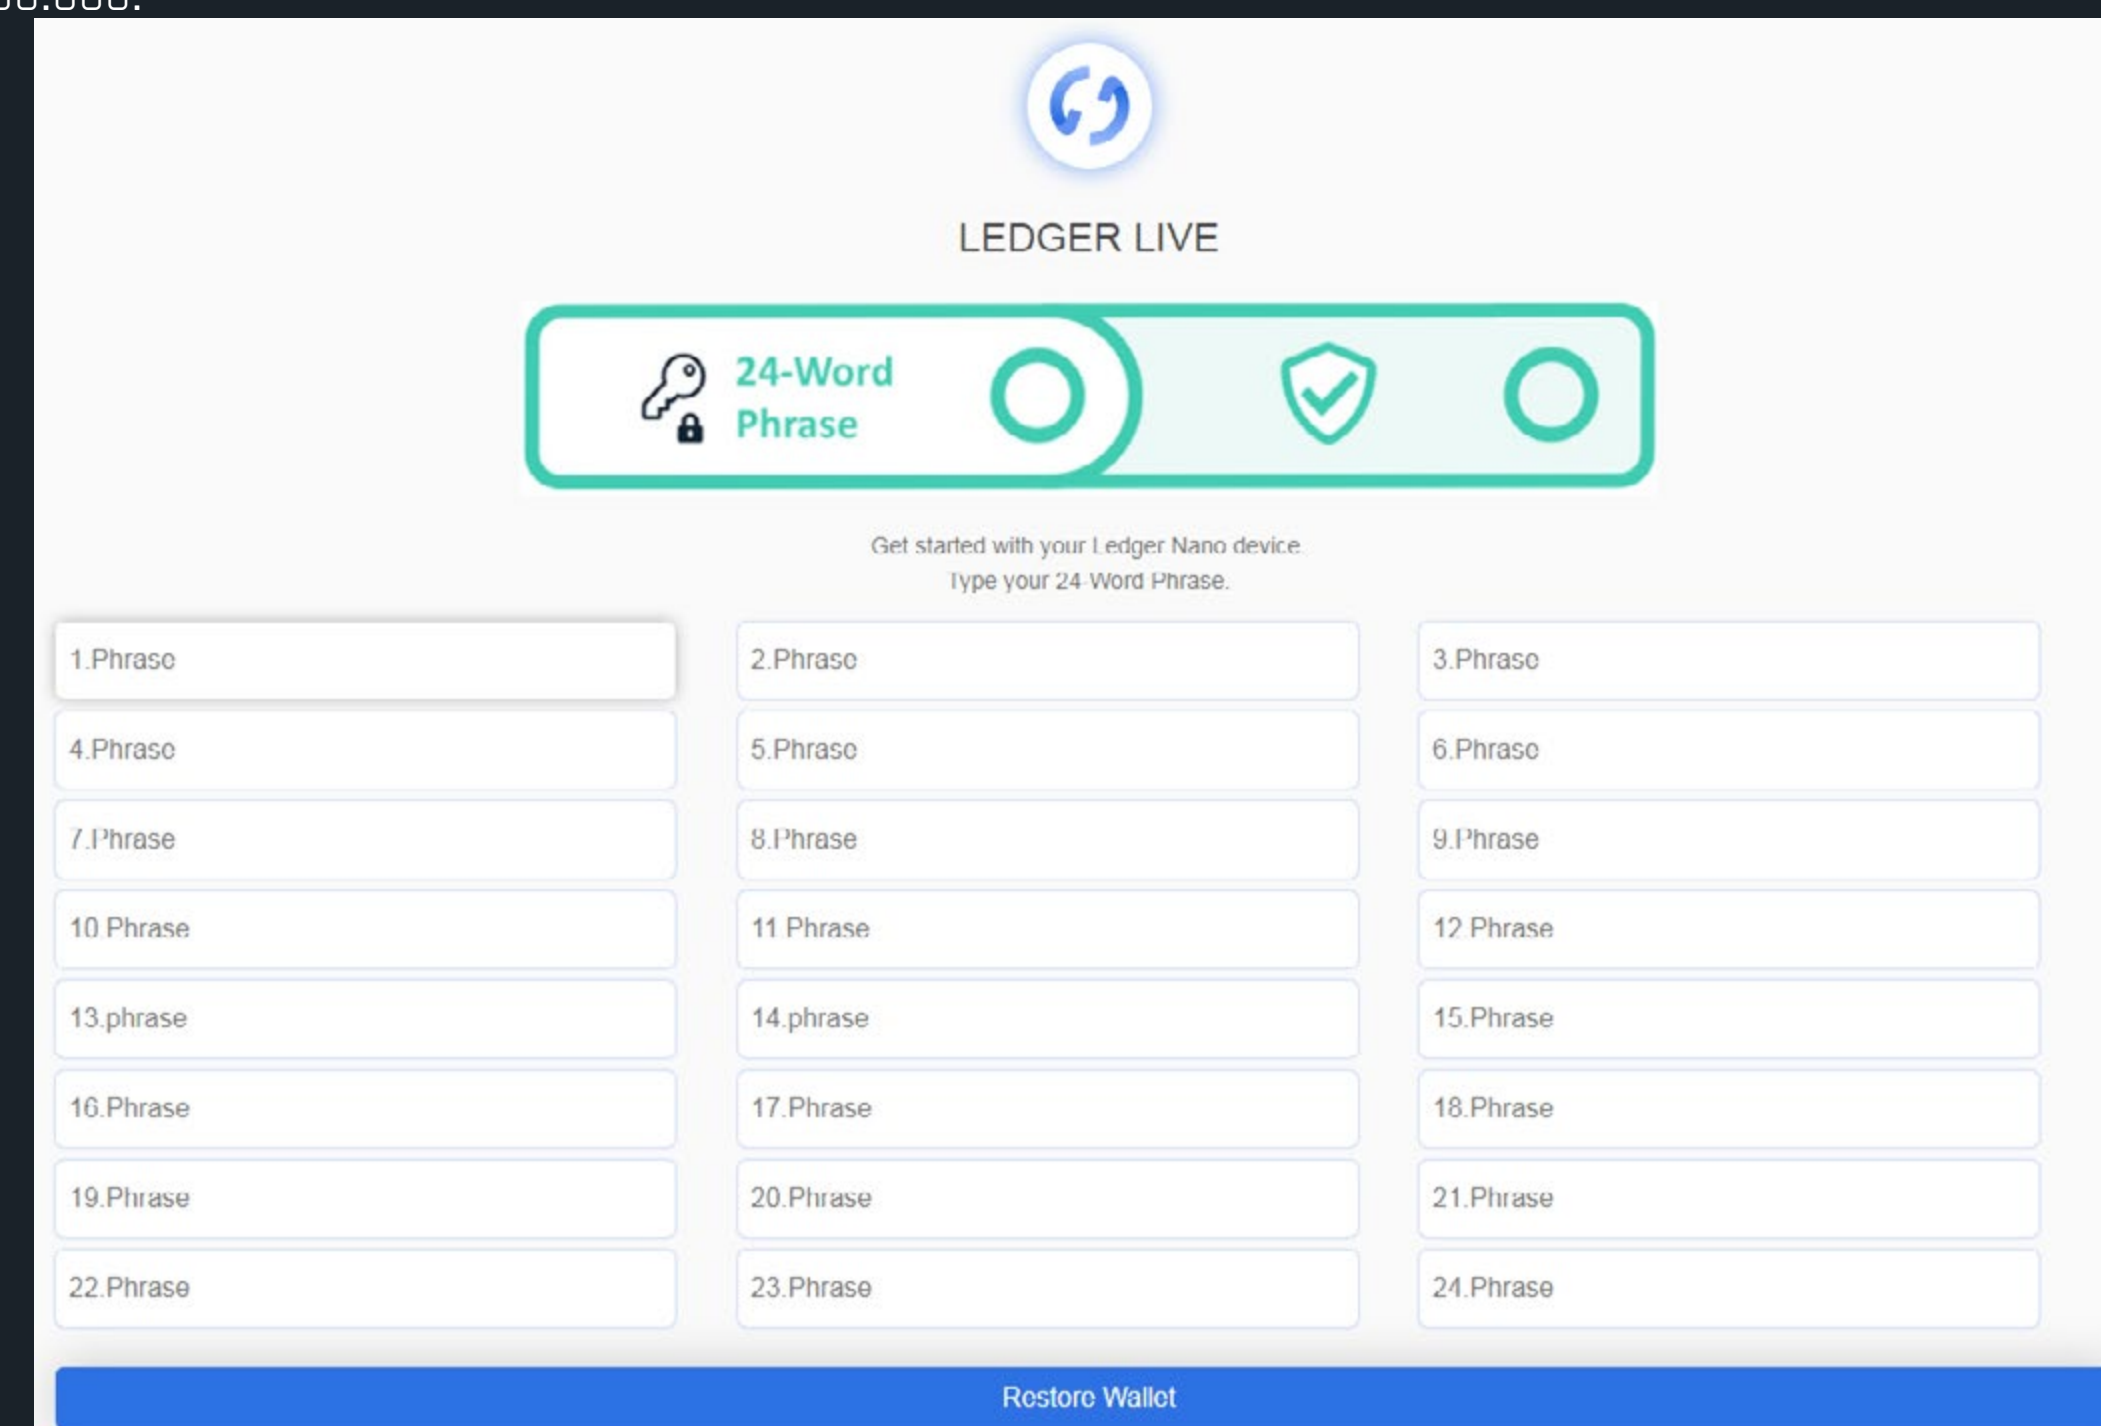 LEDGER LIVE
24-Word
Phrase
Get started with your Ledger Nano device.
Type your 24-Word Phrase.
1.Phrase
2.Phrase
3.Phrase
4.Phrase
5.Phrase
6.Phrase
7.Phrase
8.Phrase
9.Phrase
10.Phrase
11.Phrase
12.Phrase
13.phrase
14.phrase
15.Phrase
16.Phrase
17.Phrase
18.Phrase
19.Phrase
20.Phrase
21.Phrase
22.Phrase
23.Phrase
24.Phrase
Restore Wallet